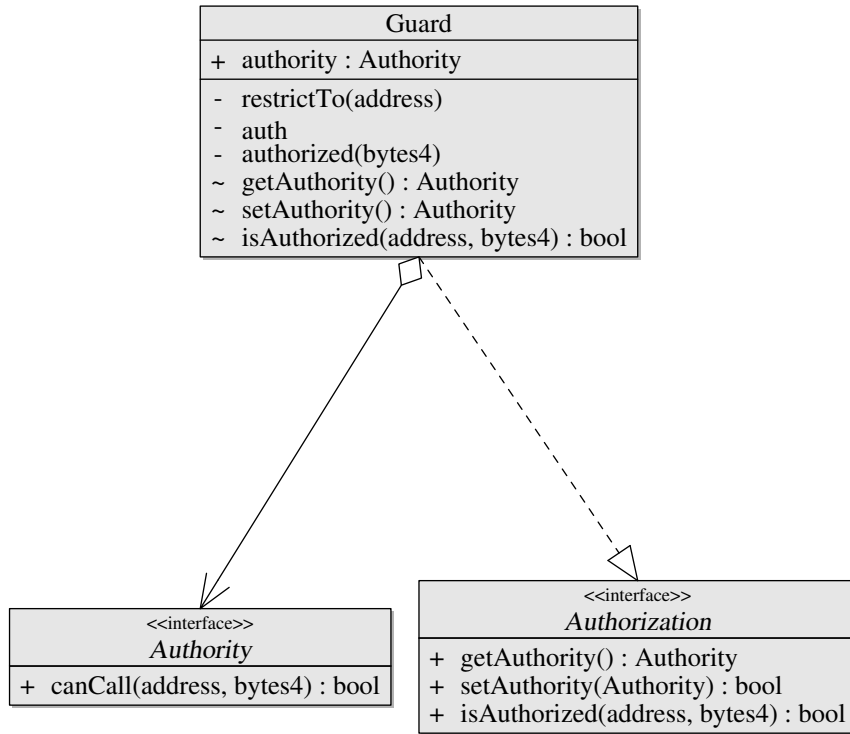 Guard
+ authority : Authority
- restrictTo(address)
- auth
- authorized(bytes4)
~ getAuthority() : Authority
~ setAuthority() : Authority
~ isAuthorized(address, bytes4) : bool
<<interface>>
Authority
+ canCall(address, bytes4) : bool
<<interface>>
Authorization
+ getAuthority() : Authority
+ setAuthority(Authority) : bool
+ isAuthorized(address, bytes4) : bool